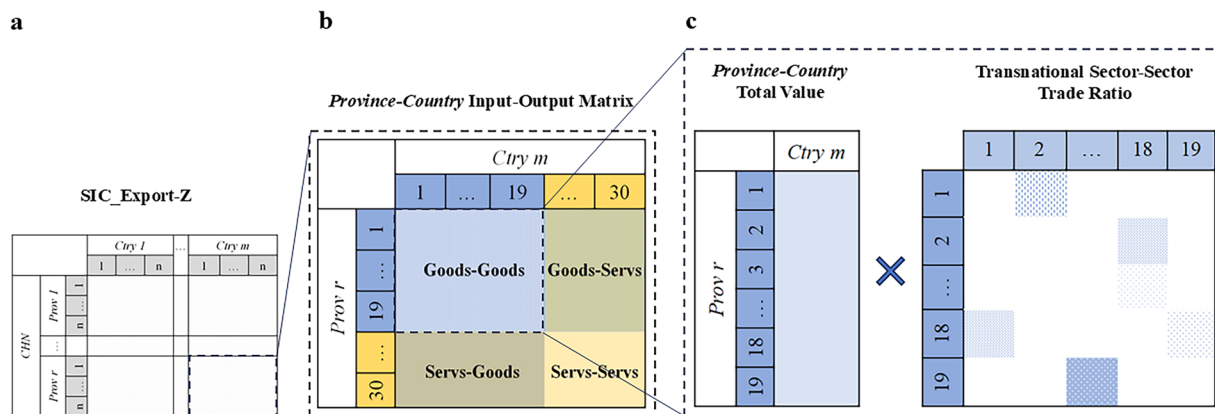 a
b
c
SIC_Export-Z
Ctry 1
...
Ctry m
1 ... n 1 ... n
CHN
Prov 1
1
...
n
...
Prov r
1
...
n
Province-Country Input-Output Matrix
Ctry m
1 ... 19 ... 30
Prov r
1
...
19
...
30
Goods-Goods
Goods-Servs
Servs-Goods
Servs-Servs
Province-Country
Total Value
Ctry m
Prov r
1
2
3
...
18
19
×
Transnational Sector-Sector
Trade Ratio
1 2 ... 18 19
1
2
...
18
19